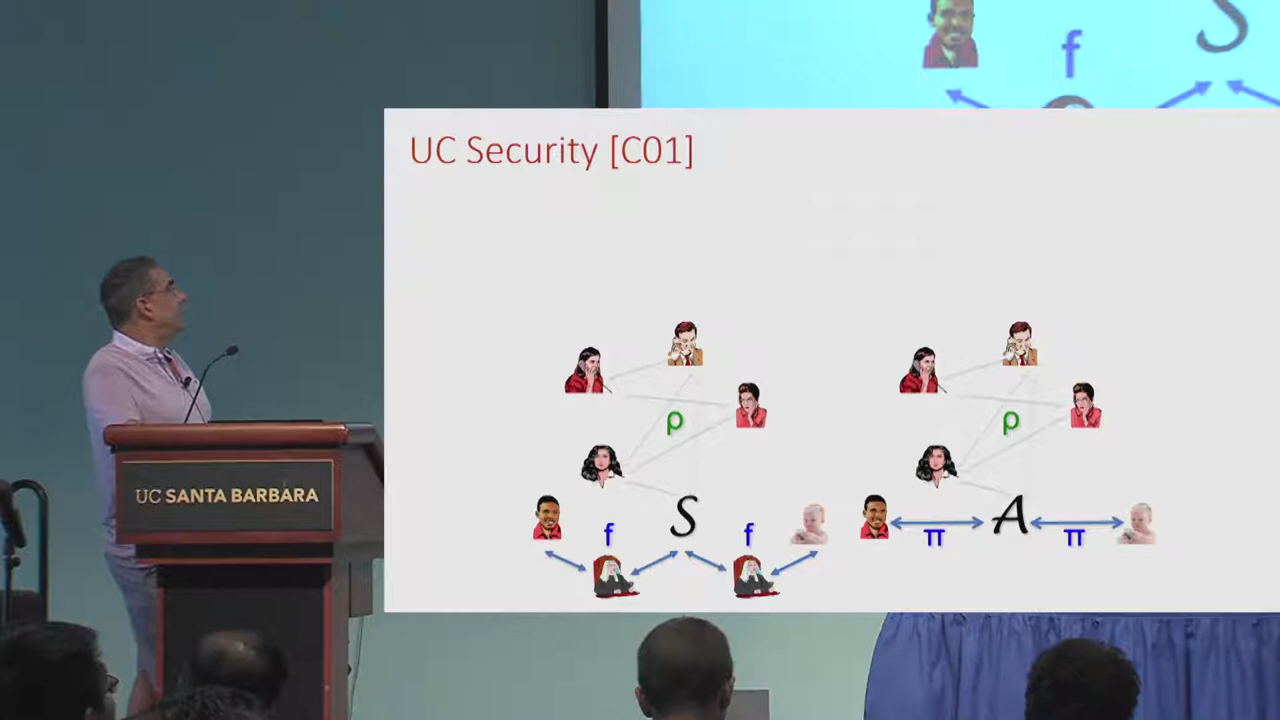 f
S
UC Security [C01]
ρ
ρ
S
A
f
f
π
π
UC SANTA BARBARA